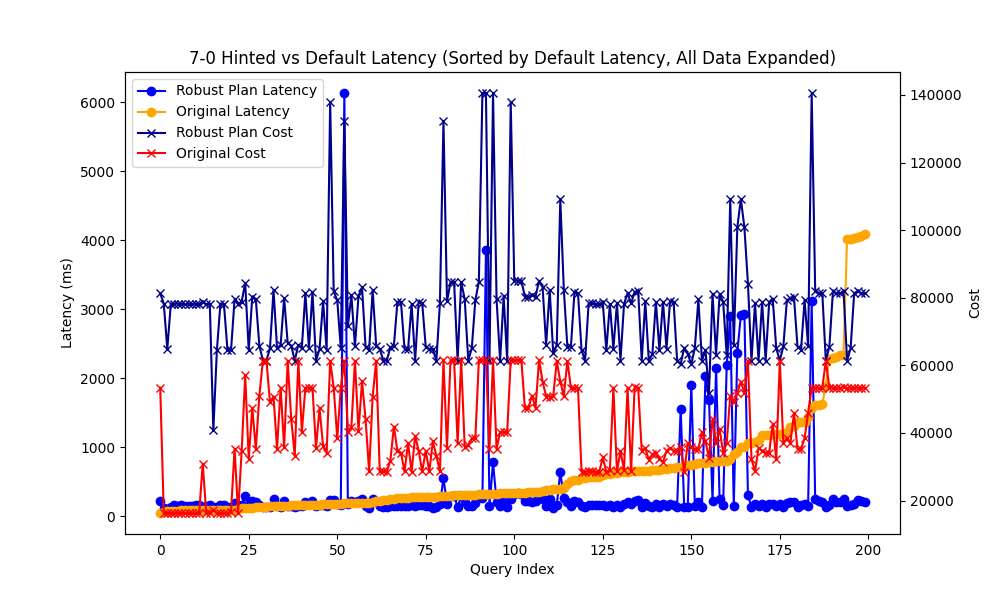 7-0 Hinted vs Default Latency (Sorted by Default Latency, All Data Expanded)
Robust Plan Latency
Original Latency
Robust Plan Cost
Original Cost
6000
5000
4000
3000
2000
1000
0
Latency (ms)
140000
120000
100000
80000
60000
40000
20000
Cost
0 25 50 75 100 125 150 175 200
Query Index